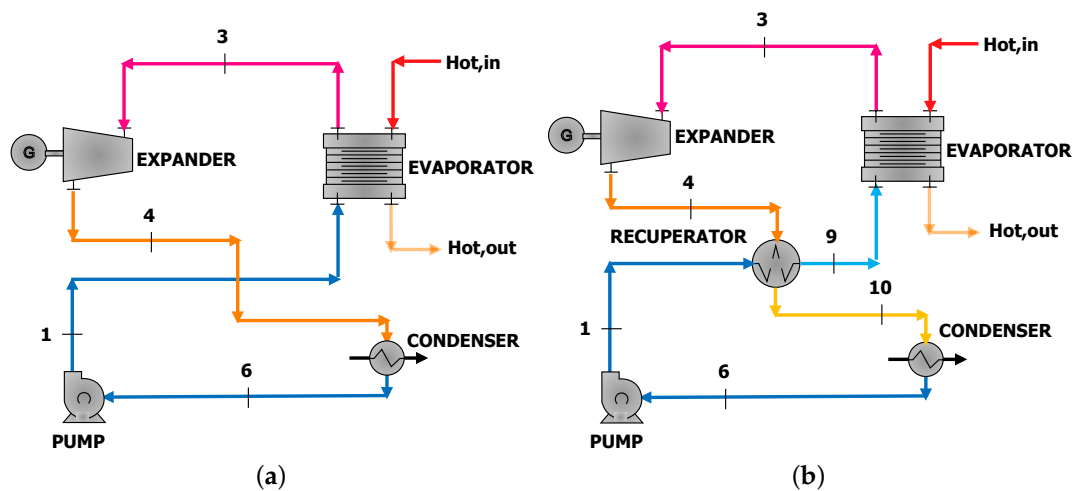 3
Hot,in
G
EXPANDER
EVAPORATOR
4
Hot,out
1
CONDENSER
6
PUMP
(a)
3
Hot,in
G
EXPANDER
EVAPORATOR
4
RECUPERATOR
9
Hot,out
10
1
CONDENSER
6
PUMP
(b)